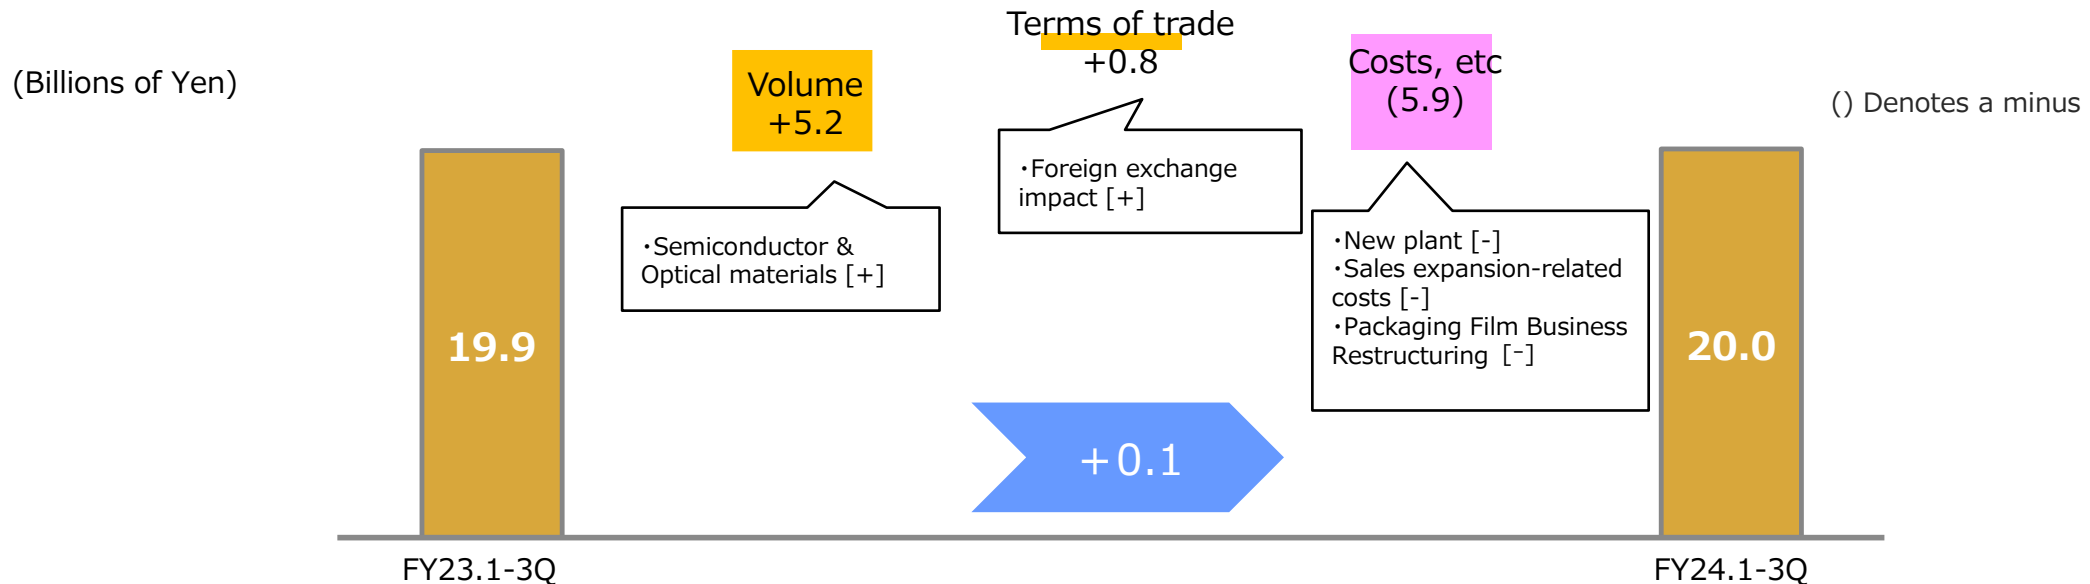 (Billions of Yen)
Volume
+5.2
Terms of trade
+0.8
Costs, etc
(5.9)
() Denotes a minus
・Semiconductor &
Optical materials [+]
・Foreign exchange
impact [+]
・New plant [-]
・Sales expansion-related
costs [-]
・Packaging Film Business
Restructuring [-]
19.9
+0.1
20.0
FY23.1-3Q
FY24.1-3Q